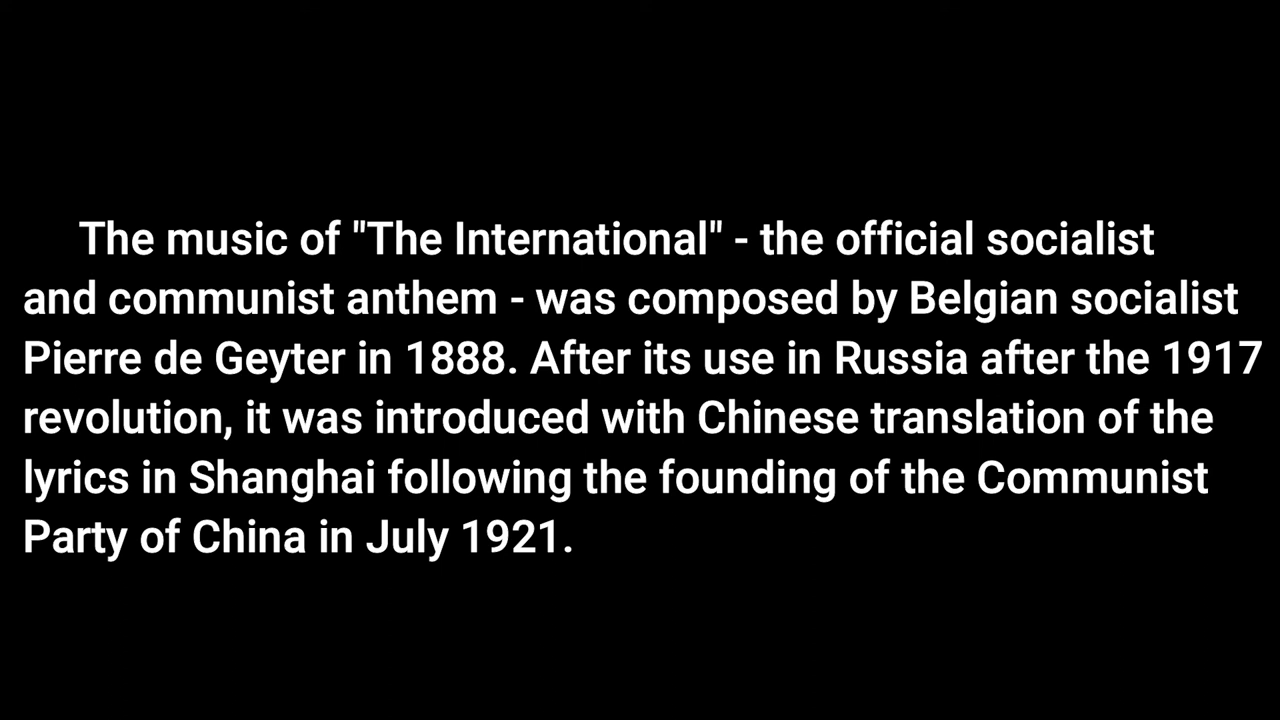 The music of "The International" - the official socialist
and communist anthem - was composed by Belgian socialist
Pierre de Geyter in 1888. After its use in Russia after the 1917
revolution, it was introduced with Chinese translation of the
lyrics in Shanghai following the founding of the Communist
Party of China in July 1921.